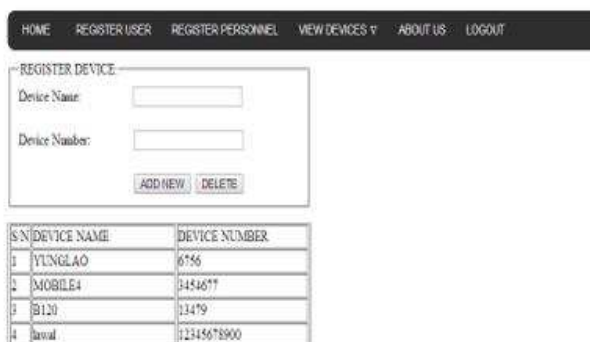 HOME REGISTER USER REGISTER PERSONNEL VIEW DEVICES ▽ ABOUT US LOGOUT
REGISTER DEVICE
Device Name:
Device Number:
ADD NEW DELETE
S/N DEVICE NAME DEVICE NUMBER
1 YUNGLAO 6756
2 MOBILE4 3454677
3 B120 13479
4 lawal 12345678900